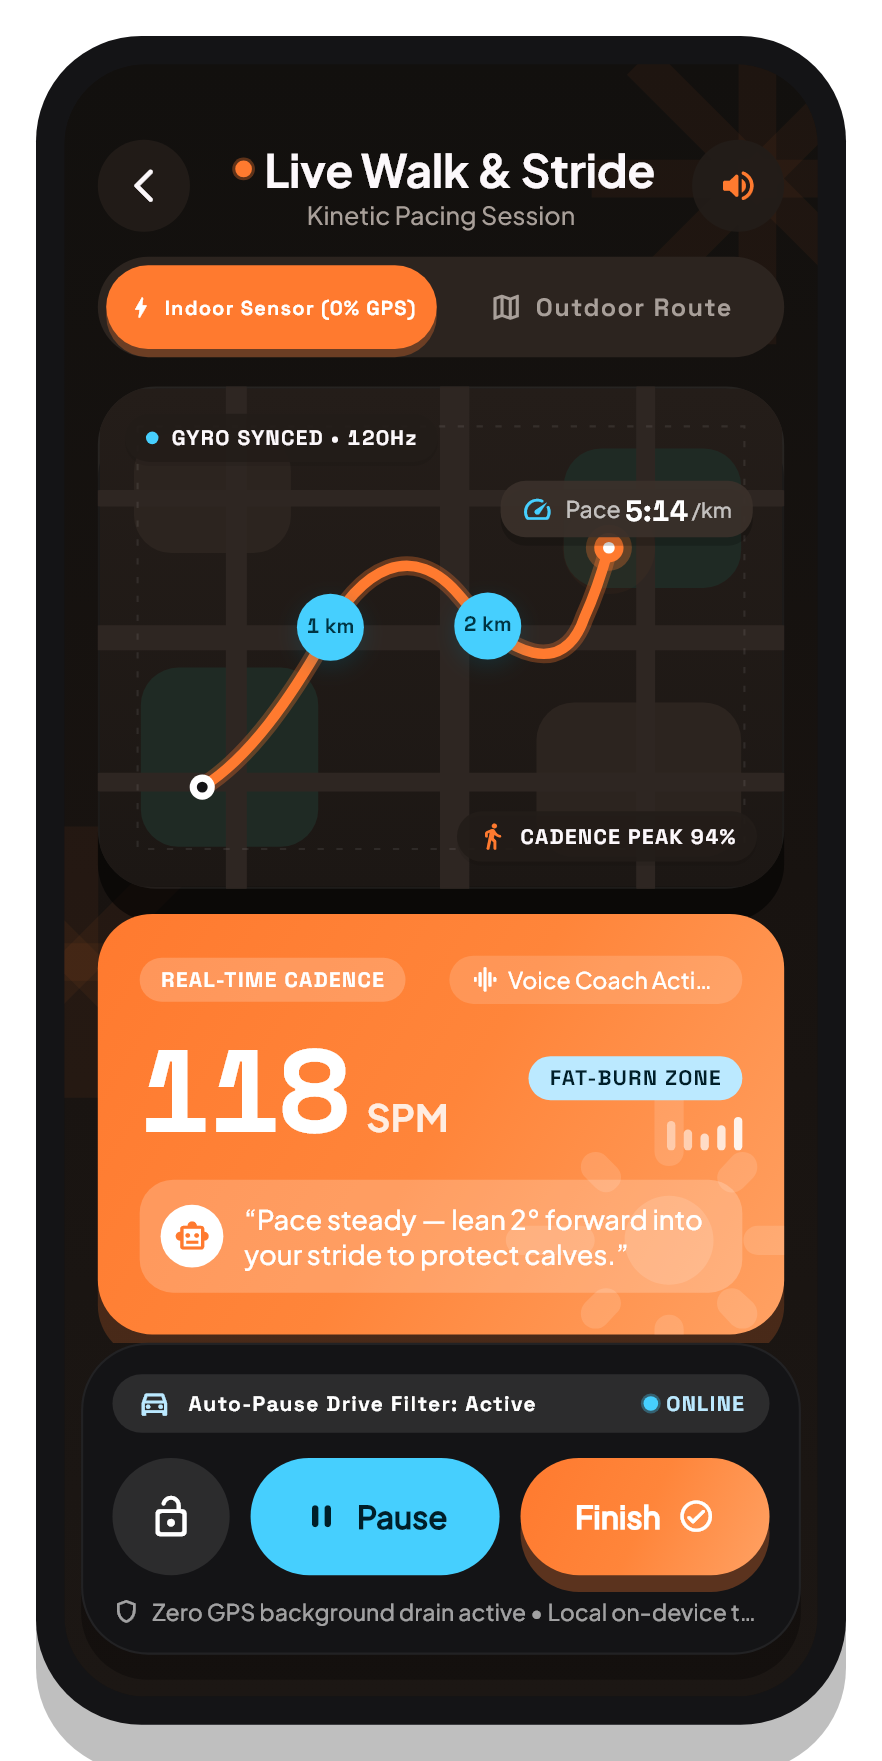 Live Walk & Stride
Kinetic Pacing Session
Indoor Sensor (0% GPS)
Outdoor Route
GYRO SYNCED • 120Hz
Pace 5:14 /km
1 km
2 km
CADENCE PEAK 94%
REAL-TIME CADENCE
Voice Coach Acti...
118 SPM
FAT-BURN ZONE
“Pace steady — lean 2° forward into
your stride to protect calves.”
Auto-Pause Drive Filter: Active
ONLINE
Pause
Finish
Zero GPS background drain active • Local on-device t...